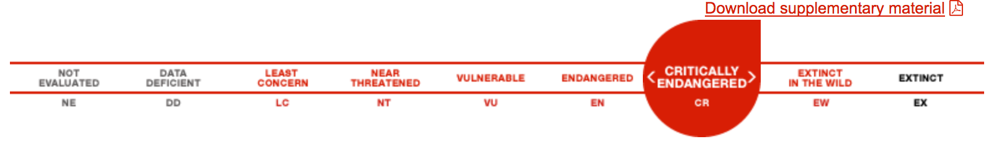 Download supplementary material
NOT
EVALUATED
NE
DATA
DEFICIENT
DD
LEAST
CONCERN
LC
NEAR
THREATENED
NT
VULNERABLE
VU
ENDANGERED
EN
< CRITICALLY
ENDANGERED >
CR
EXTINCT
IN THE WILD
EW
EXTINCT
EX